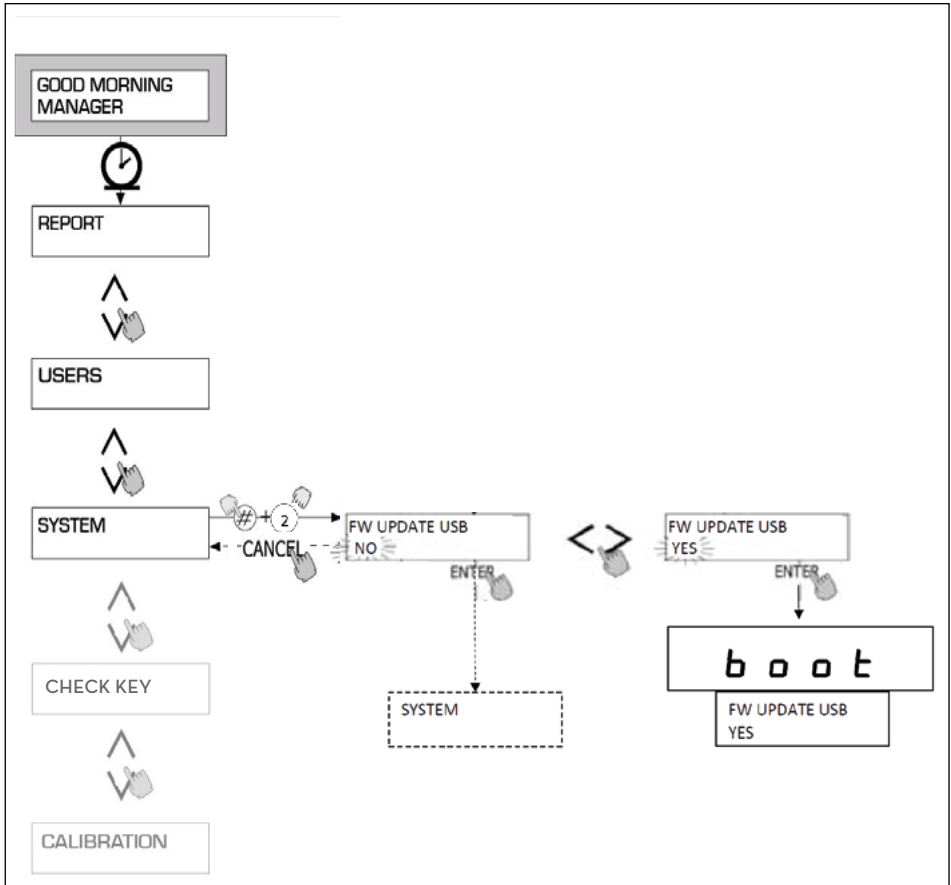 GOOD MORNING
MANAGER
REPORT
USERS
SYSTEM
# + 2
CANCEL
FW UPDATE USB
NO
ENTER
FW UPDATE USB
YES
ENTER
SYSTEM
boot
FW UPDATE USB
YES
CHECK KEY
CALIBRATION